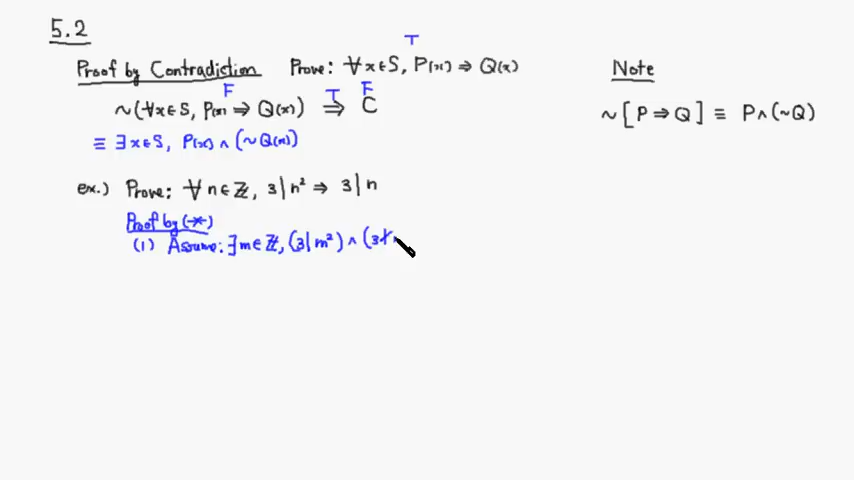 5.2
T
Proof by Contradiction Prove: ∀x∈S, P(x) ⇒ Q(x)
Note
F T F
~(∀x∈S, P(x) ⇒ Q(x)) ⇒ C
~[P⇒Q] ≡ P∧(~Q)
≡ ∃x∈S, P(x) ∧ (~Q(x))
ex.) Prove: ∀n∈ℤ, 3|n² ⇒ 3|n
Proof by (-※)
(1) Assume: ∃m∈ℤ, (3|m²) ∧ (3∤